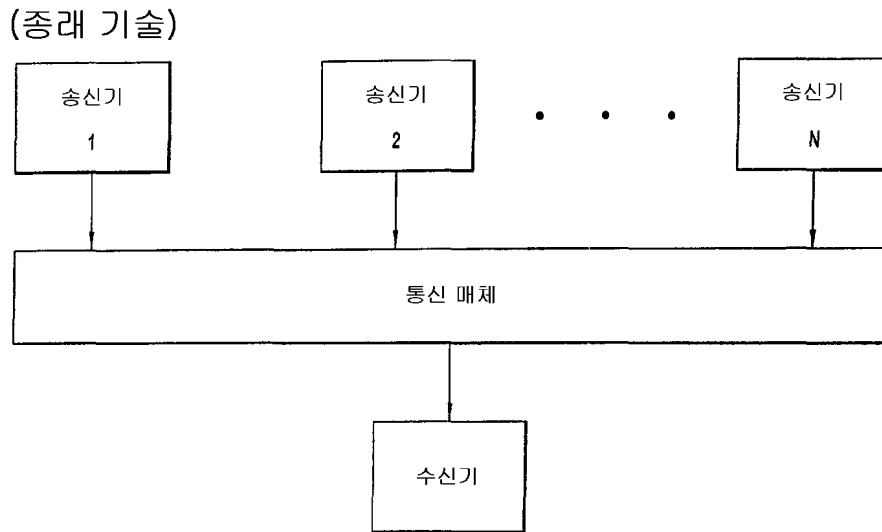 (종래 기술)
송신기 송신기 송신기
1 2 • • • N
통신 매체
수신기